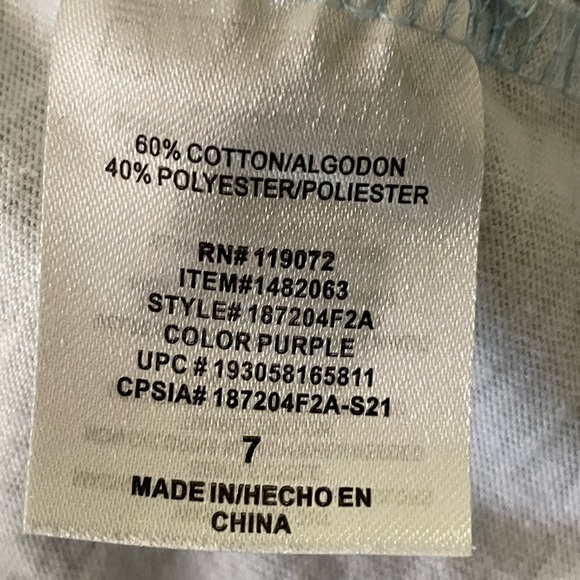 60% COTTON/ALGODON
40% POLYESTER/POLIESTER
RN# 119072
ITEM#1482063
STYLE# 187204F2A
COLOR PURPLE
UPC # 193058165811
CPSIA# 187204F2A-S21
7
MADE IN/HECHO EN
CHINA